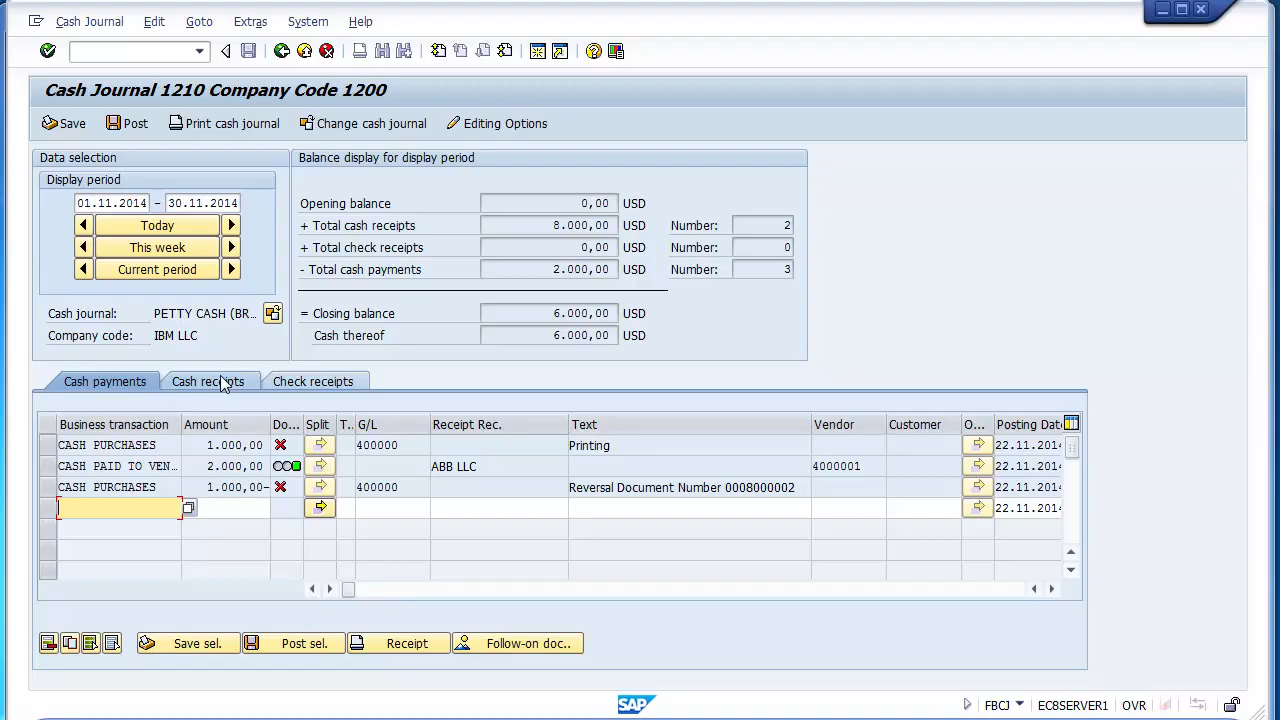 Cash Journal Edit Goto Extras System Help
Cash Journal 1210 Company Code 1200
Save Post Print cash journal Change cash journal Editing Options
Data selection
Display period
01.11.2014 - 30.11.2014
Today
This week
Current period
Cash journal: PETTY CASH (BR...
Company code: IBM LLC
Balance display for display period
Opening balance 0,00 USD
+ Total cash receipts 8.000,00 USD Number: 2
+ Total check receipts 0,00 USD Number: 0
- Total cash payments 2.000,00 USD Number: 3
= Closing balance 6.000,00 USD
Cash thereof 6.000,00 USD
Cash payments Cash receipts Check receipts
Business transaction Amount Do... Split T.. G/L Receipt Rec. Text Vendor Customer O... Posting Date
CASH PURCHASES 1.000,00 400000 Printing 22.11.2014
CASH PAID TO VEN... 2.000,00 ABB LLC 4000001 22.11.2014
CASH PURCHASES 1.000,00- 400000 Reversal Document Number 0008000002 22.11.2014
22.11.2014
Save sel. Post sel. Receipt Follow-on doc..
SAP FBCJ EC8SERVER1 OVR